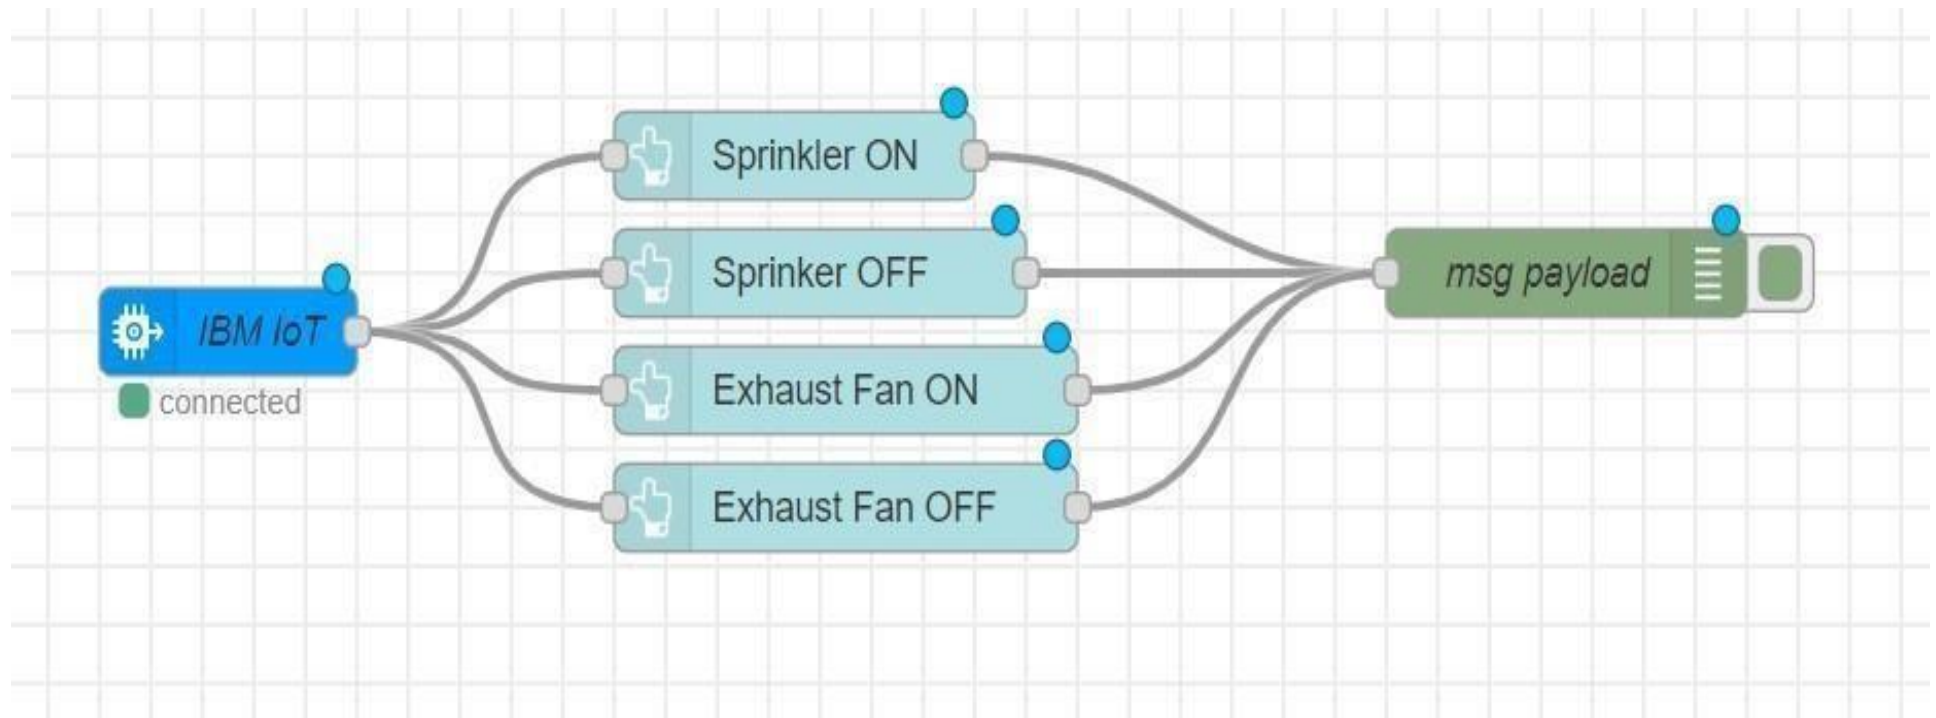 Sprinkler ON
Sprinker OFF
IBM IoT
msg payload
connected
Exhaust Fan ON
Exhaust Fan OFF